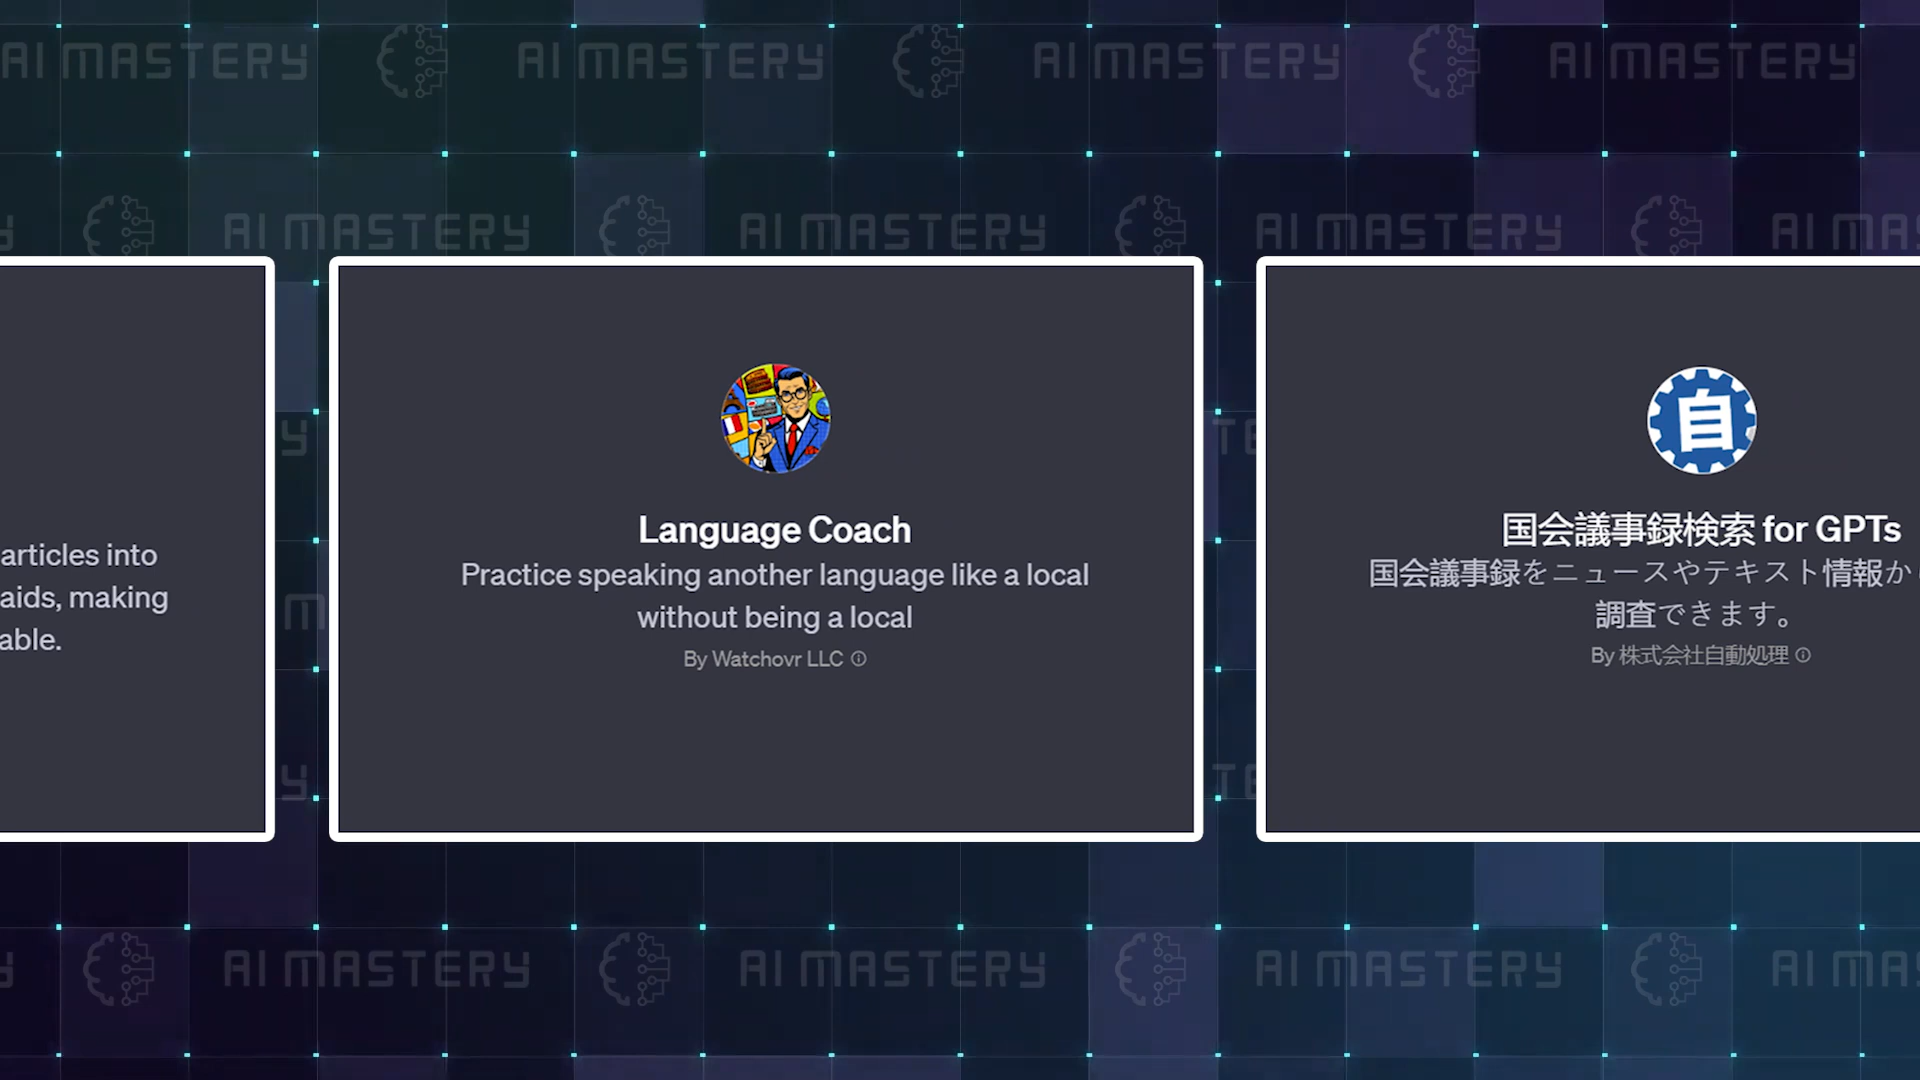 AI MASTERY AI MASTERY AI MASTERY AI MASTERY
AI MASTERY AI MASTERY AI MASTERY
articles into
aids, making
able.
Language Coach
Practice speaking another language like a local
without being a local
By Watchovr LLC
自
国会議事録検索 for GPTs
国会議事録をニュースやテキスト情報か
調査できます。
By 株式会社自動処理
AI MASTERY AI MASTERY AI MASTERY